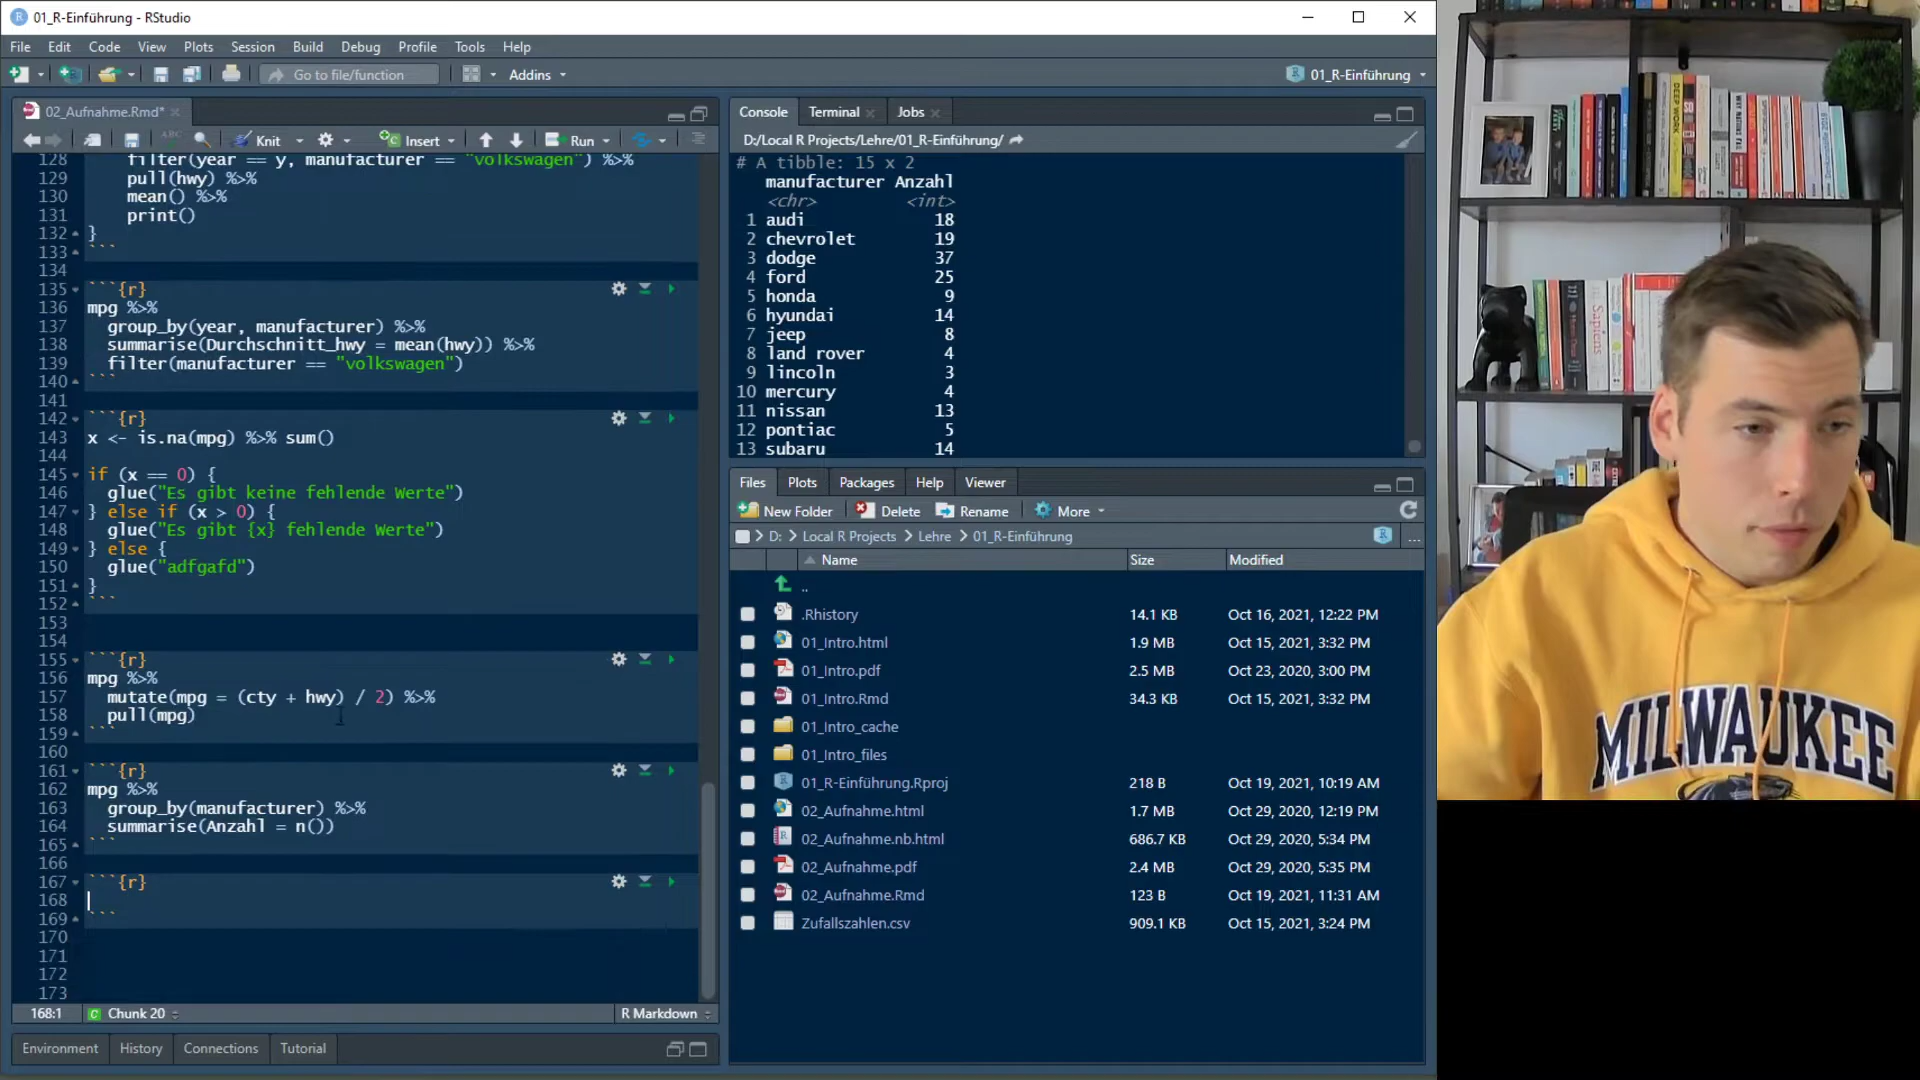 01_R-Einführung - RStudio
File Edit Code View Plots Session Build Debug Profile Tools Help
Go to file/function Addins 01_R-Einführung
02_Aufnahme.Rmd*
Knit Insert Run
128 filter(year == y, manufacturer == "volkswagen") %>%
129 pull(hwy) %>%
130 mean() %>%
131 print()
132 }
133 ```
134
135 ```{r}
136 mpg %>%
137 group_by(year, manufacturer) %>%
138 summarise(Durchschnitt_hwy = mean(hwy)) %>%
139 filter(manufacturer == "volkswagen")
140 ```
141
142 ```{r}
143 x <- is.na(mpg) %>% sum()
144
145 if (x == 0) {
146 glue("Es gibt keine fehlende Werte")
147 } else if (x > 0) {
148 glue("Es gibt {x} fehlende Werte")
149 } else {
150 glue("adfgafd")
151 }
152 ```
153
154
155 ```{r}
156 mpg %>%
157 mutate(mpg = (cty + hwy) / 2) %>%
158 pull(mpg)
159 ```
160
161 ```{r}
162 mpg %>%
163 group_by(manufacturer) %>%
164 summarise(Anzahl = n())
165 ```
166
167 ```{r}
168
169 ```
170
171
172
173
168:1 Chunk 20 R Markdown
Environment History Connections Tutorial
Console Terminal Jobs
D:/Local R Projects/Lehre/01_R-Einführung/
# A tibble: 15 x 2
manufacturer Anzahl
<chr> <int>
1 audi 18
2 chevrolet 19
3 dodge 37
4 ford 25
5 honda 9
6 hyundai 14
7 jeep 8
8 land rover 4
9 lincoln 3
10 mercury 4
11 nissan 13
12 pontiac 5
13 subaru 14
Files Plots Packages Help Viewer
New Folder Delete Rename More
D: Local R Projects Lehre 01_R-Einführung ...
Name Size Modified
..
.Rhistory 14.1 KB Oct 16, 2021, 12:22 PM
01_Intro.html 1.9 MB Oct 15, 2021, 3:32 PM
01_Intro.pdf 2.5 MB Oct 23, 2020, 3:00 PM
01_Intro.Rmd 34.3 KB Oct 15, 2021, 3:32 PM
01_Intro_cache
01_Intro_files
01_R-Einführung.Rproj 218 B Oct 19, 2021, 10:19 AM
02_Aufnahme.html 1.7 MB Oct 29, 2020, 12:19 PM
02_Aufnahme.nb.html 686.7 KB Oct 29, 2020, 5:34 PM
02_Aufnahme.pdf 2.4 MB Oct 29, 2020, 5:35 PM
02_Aufnahme.Rmd 123 B Oct 19, 2021, 11:31 AM
Zufallszahlen.csv 909.1 KB Oct 15, 2021, 3:24 PM
DEEP WORK
Sapiens
MILWAUKEE